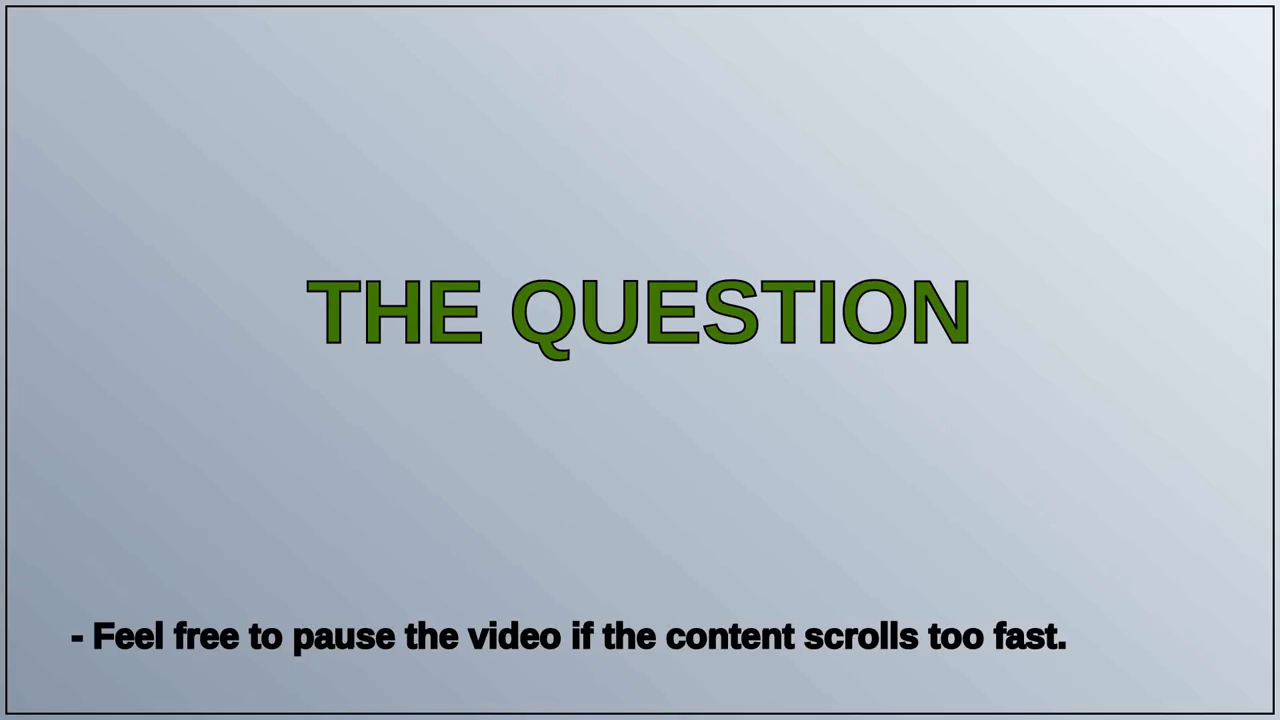 THE QUESTION
- Feel free to pause the video if the content scrolls too fast.